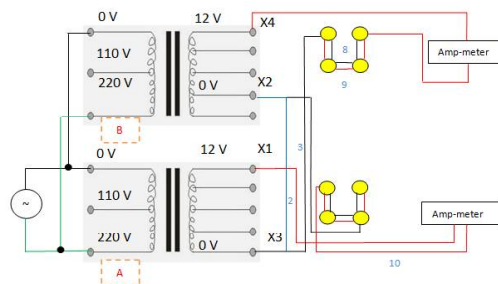 0 V
12 V
X4
110 V
220 V
0 V
X2
B
Amp-meter
8
9
0 V
12 V
X1
3
110 V
2
~
220 V
0 V
X3
A
Amp-meter
10